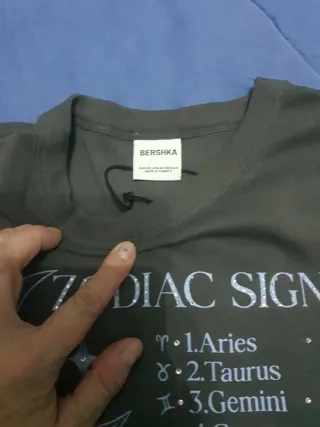 BERSHKA
ZODIAC SIGN
♈ 1.Aries
♉ 2.Taurus
♊ 3.Gemini